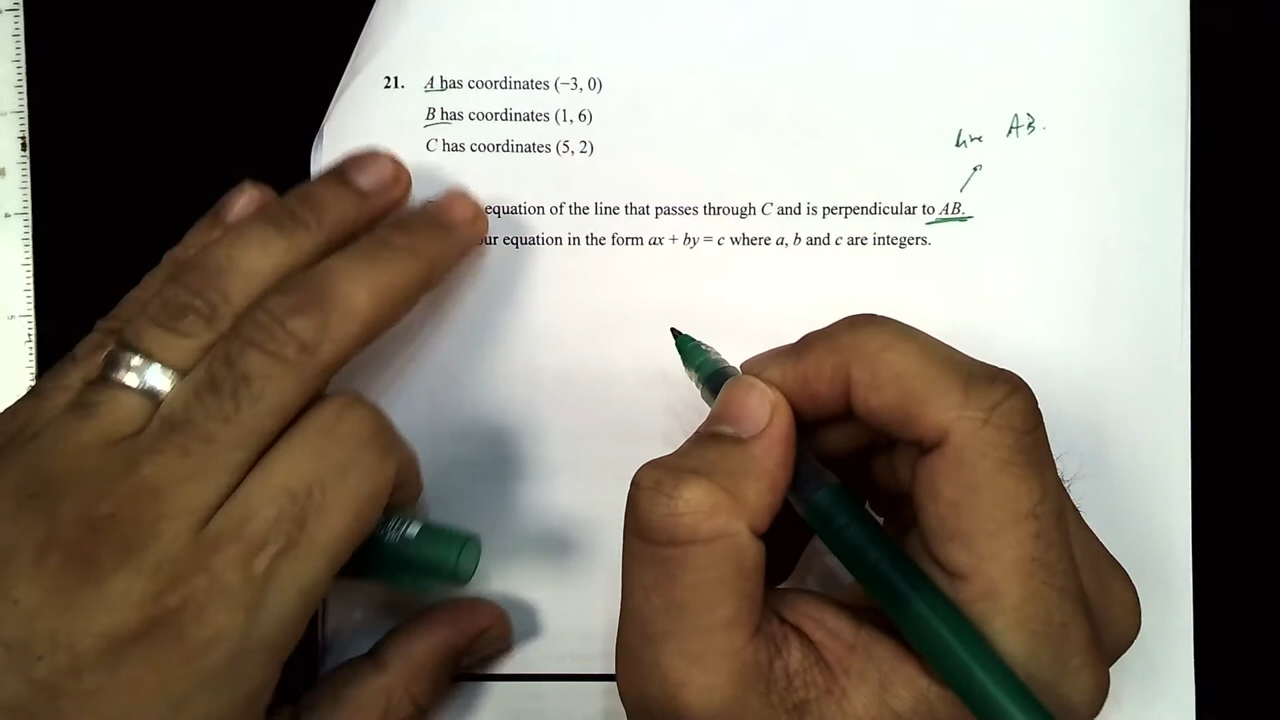 21. A has coordinates (−3, 0)
B has coordinates (1, 6)
C has coordinates (5, 2)
line AB.
equation of the line that passes through C and is perpendicular to AB.
ur equation in the form ax + by = c where a, b and c are integers.